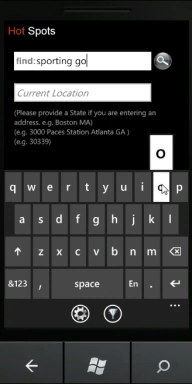 Hot Spots
find:sporting go
Current Location
(Please provide a State if you are entering an
address. e.g. Boston MA)
(e.g. 3000 Paces Station Atlanta GA )
(e.g. 30339)
o
q w e r t y u i o p
a s d f g h j k l
z x c v b n m
&123 , space En .
...